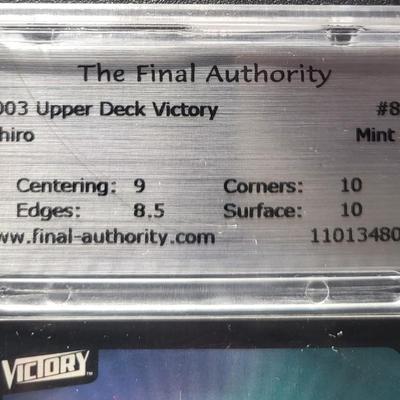 The Final Authority
003 Upper Deck Victory #8
hiro Mint
Centering: 9 Corners: 10
Edges: 8.5 Surface: 10
ww.final-authority.com 11013480
VICTORY